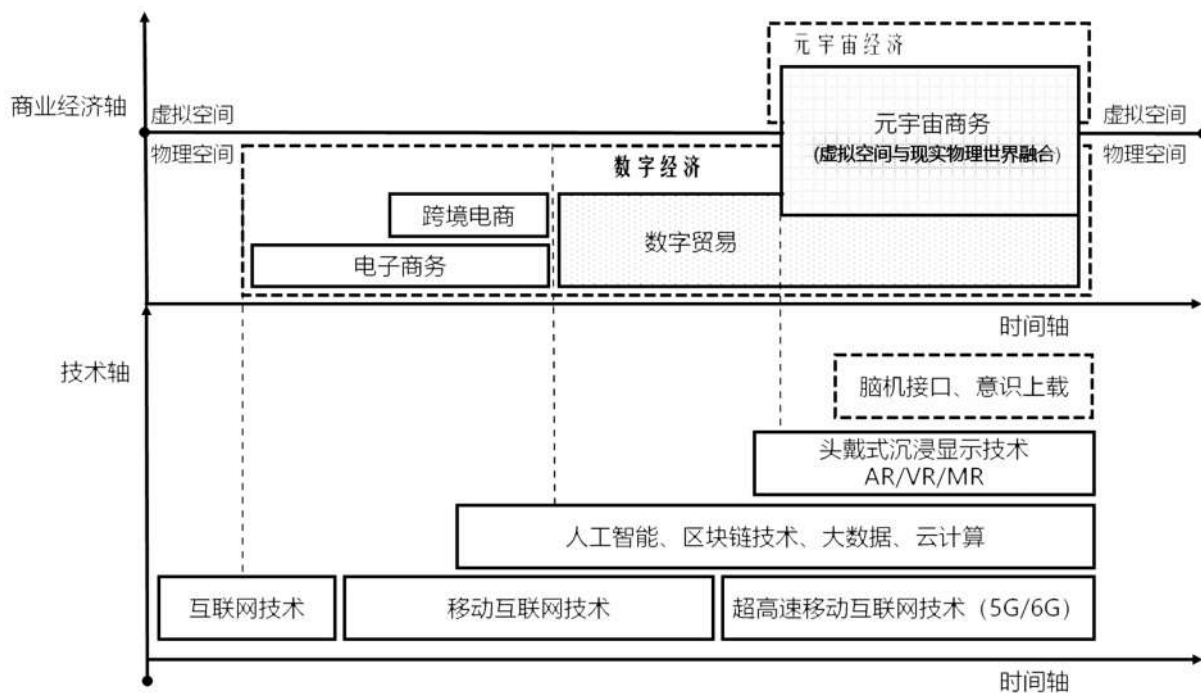 元宇宙经济
商业经济轴
虚拟空间
元宇宙商务
虚拟空间
物理空间
(虚拟空间与现实物理世界融合)
物理空间
数字经济
跨境电商
数字贸易
电子商务
时间轴
技术轴
脑机接口、意识上载
头戴式沉浸显示技术
AR/VR/MR
人工智能、区块链技术、大数据、云计算
互联网技术
移动互联网技术
超高速移动互联网技术（5G/6G）
时间轴